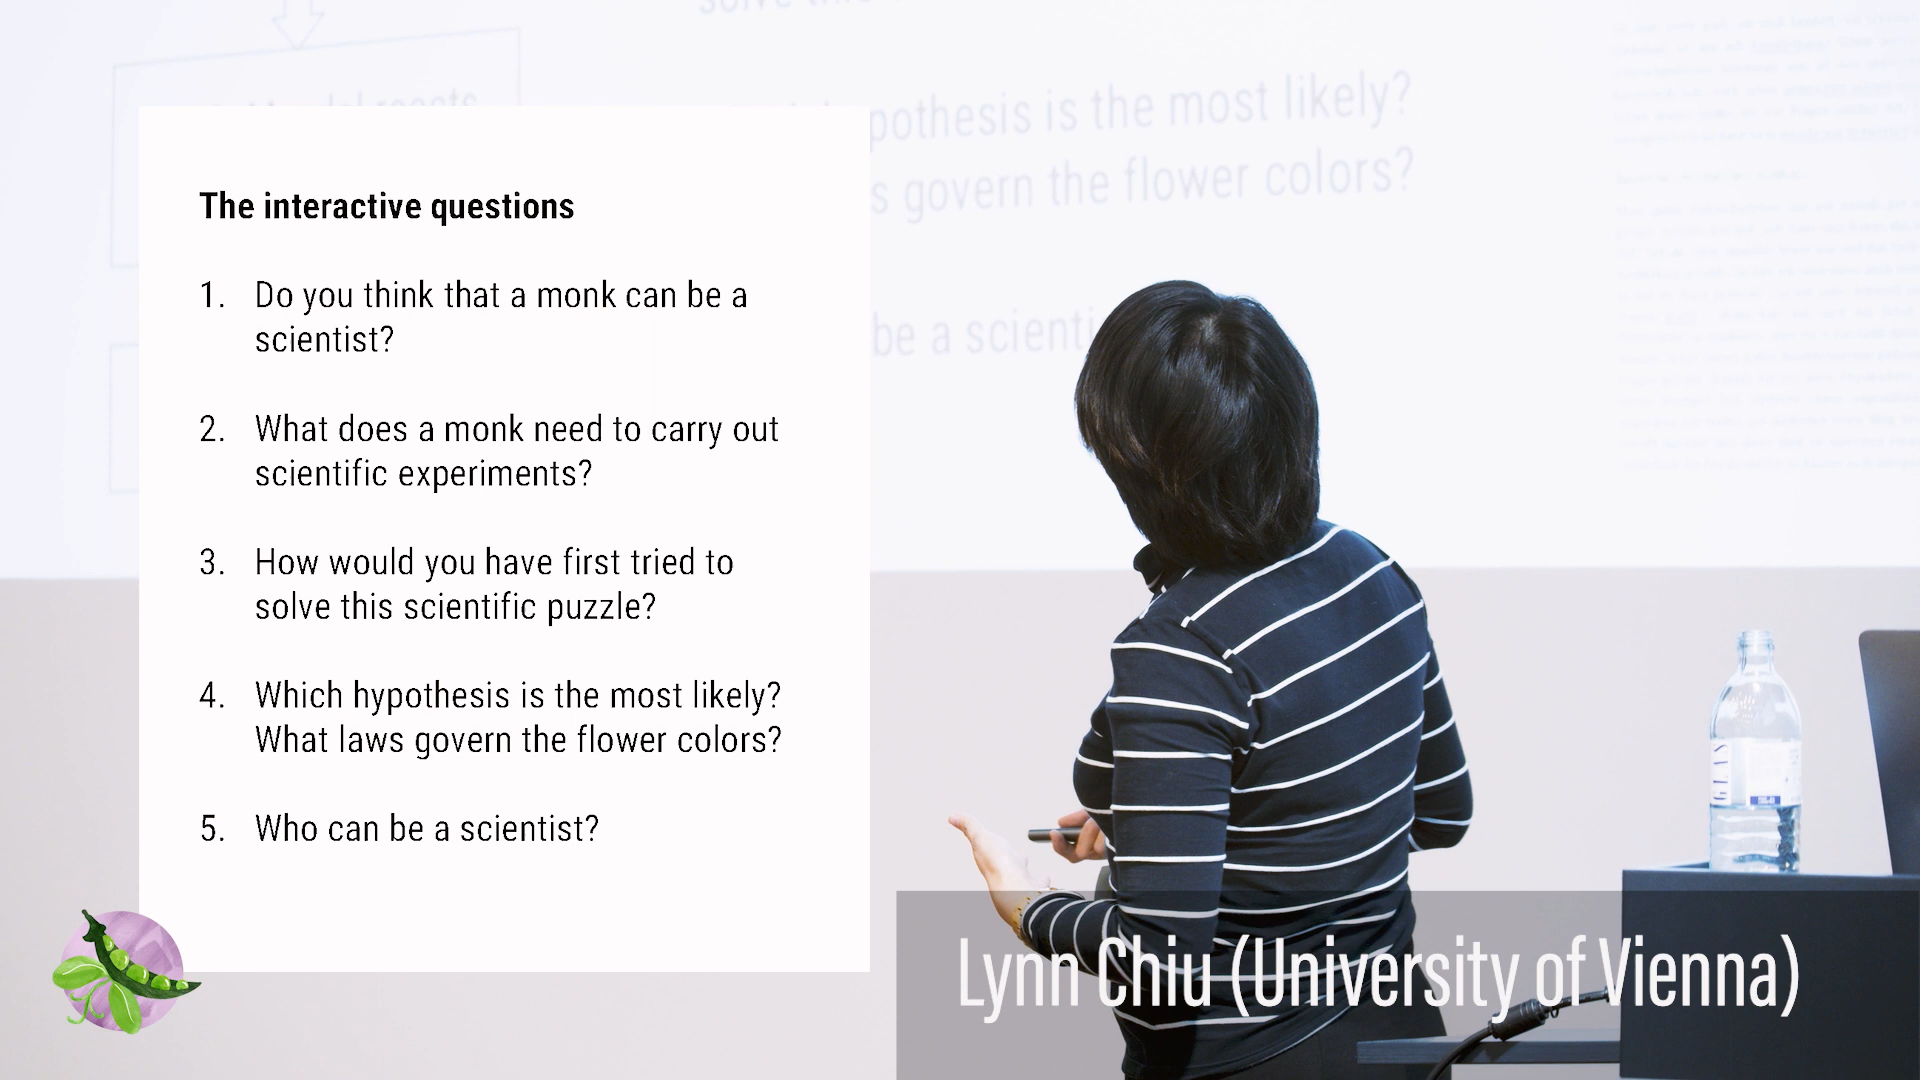 solve this
pothesis is the most likely?
s govern the flower colors?
be a scienti
The interactive questions
1. Do you think that a monk can be a
scientist?
2. What does a monk need to carry out
scientific experiments?
3. How would you have first tried to
solve this scientific puzzle?
4. Which hypothesis is the most likely?
What laws govern the flower colors?
5. Who can be a scientist?
Lynn Chiu (University of Vienna)